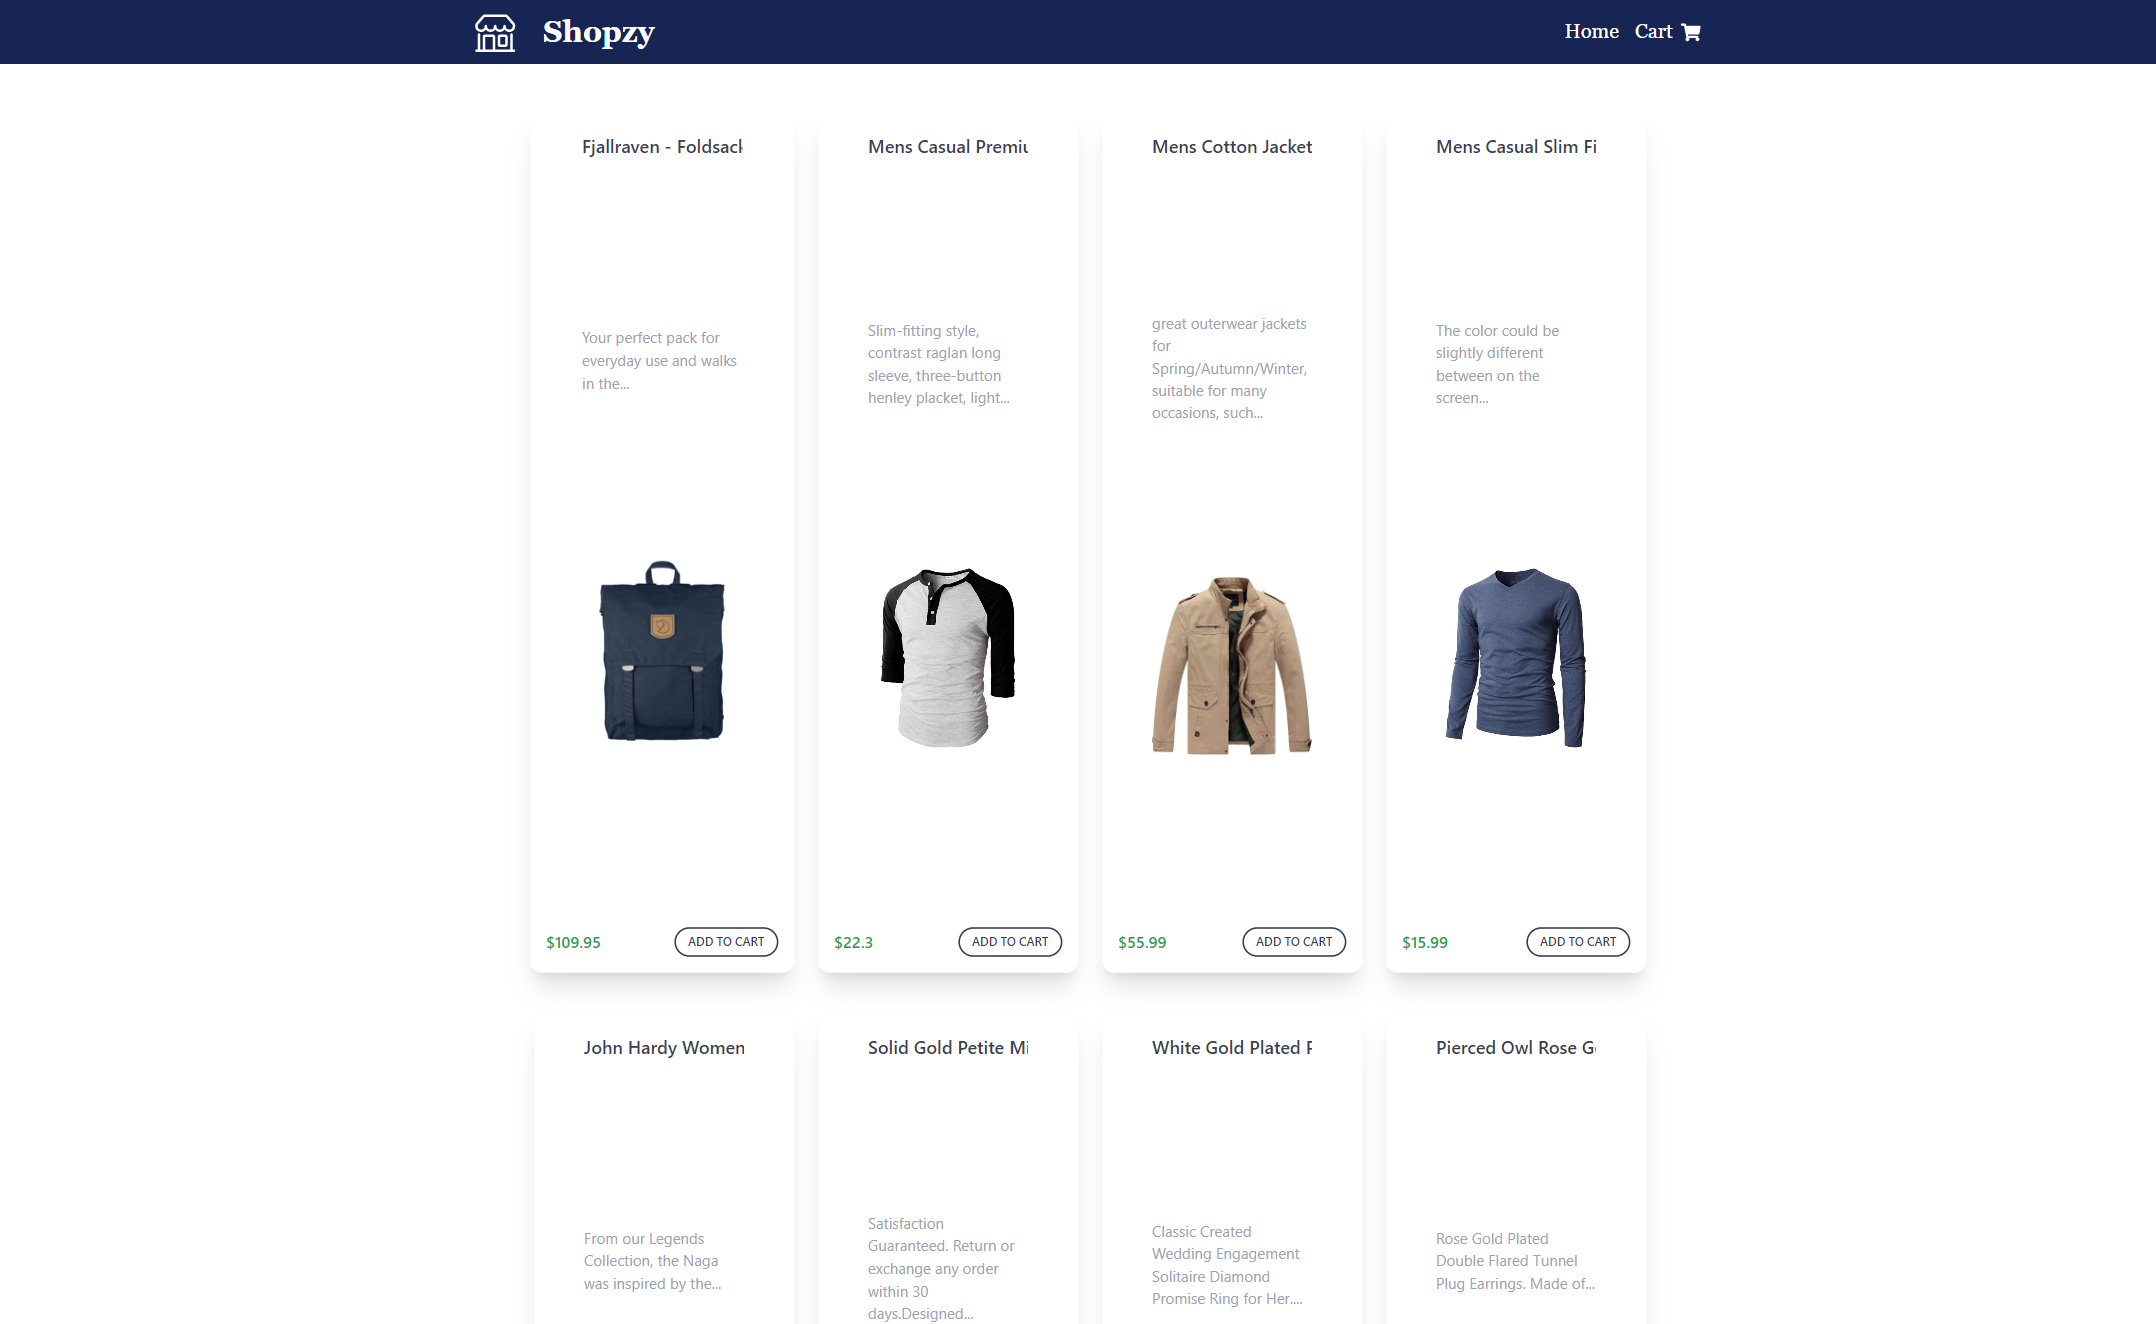 Shopzy
Home Cart
Fjallraven - Foldsack
Your perfect pack for
everyday use and walks
in the...
$109.95
ADD TO CART
Mens Casual Premiu
Slim-fitting style,
contrast raglan long
sleeve, three-button
henley placket, light...
$22.3
ADD TO CART
Mens Cotton Jacket
great outerwear jackets
for
Spring/Autumn/Winter,
suitable for many
occasions, such...
$55.99
ADD TO CART
Mens Casual Slim Fi
The color could be
slightly different
between on the
screen...
$15.99
ADD TO CART
John Hardy Women
From our Legends
Collection, the Naga
was inspired by the...
Solid Gold Petite Mi
Satisfaction
Guaranteed. Return or
exchange any order
within 30
days.Designed...
White Gold Plated P
Classic Created
Wedding Engagement
Solitaire Diamond
Promise Ring for Her....
Pierced Owl Rose G
Rose Gold Plated
Double Flared Tunnel
Plug Earrings. Made of...